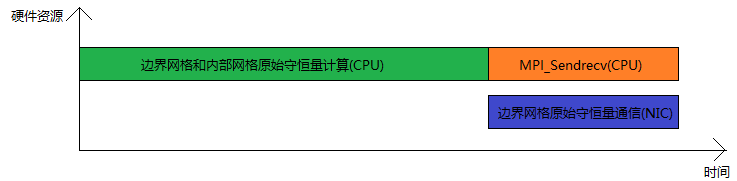 硬件资源
边界网格和内部网格原始守恒量计算(CPU)
MPI_Sendrecv(CPU)
边界网格原始守恒量通信(NIC)
时间